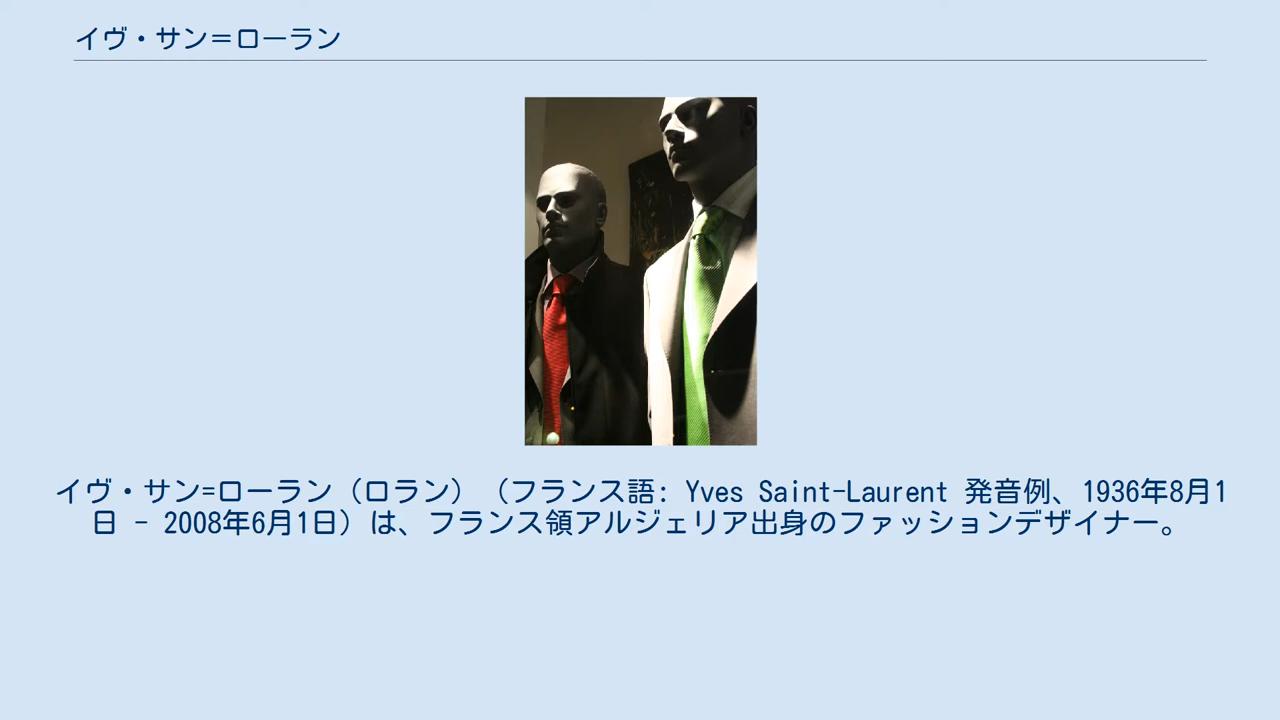 イヴ・サン＝ローラン
イヴ・サン=ローラン（ロラン）（フランス語: Yves Saint-Laurent 発音例、1936年8月1
日 - 2008年6月1日）は、フランス領アルジェリア出身のファッションデザイナー。